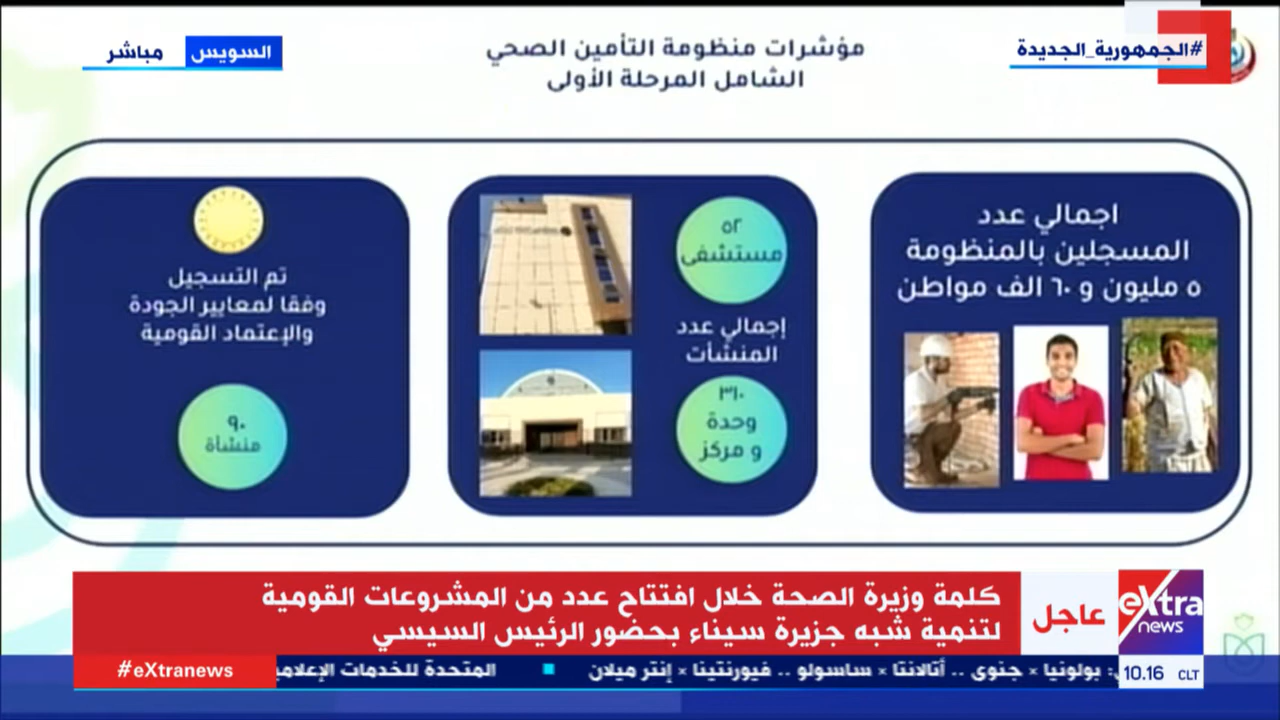 #الجمهورية_الجديدة
السويس
مباشر
مؤشرات منظومة التأمين الصحي
الشامل المرحلة الأولى
اجمالي عدد
المسجلين بالمنظومة
٥ مليون و ٦٠ الف مواطن
٥٢
مستشفى
إجمالي عدد
المنشأت
٣١٠
وحدة
و مركز
تم التسجيل
وفقا لمعايير الجودة
والإعتماد القومية
٩٠
منشأة
عاجل
كلمة وزيرة الصحة خلال افتتاح عدد من المشروعات القومية
لتنمية شبه جزيرة سيناء بحضور الرئيس السيسي
eXtra
news
#eXtranews
: بولونيا × جنوى .. أتالانتا × ساسولو .. فيورنتينا × إنتر ميلان ■ المتحدة للخدمات الإعلامي
10.16 CLT